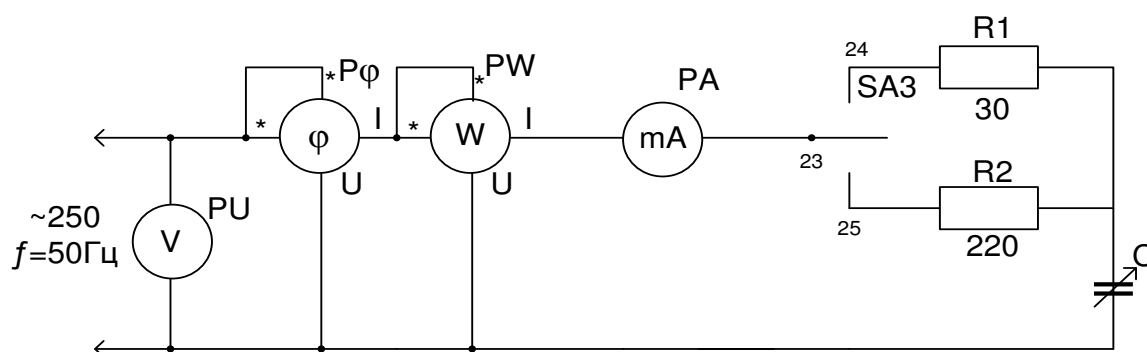 R1
24
*Pφ
*PW
PA
SA3
30
* φ I * W I mA
23
U
U
R2
PU
~250
V
25
f=50Гц
220
C